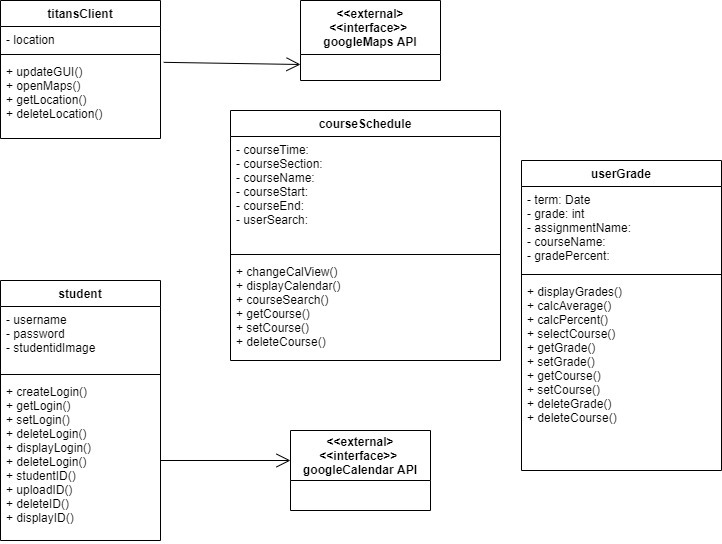 titansClient
- location
+ updateGUI()
+ openMaps()
+ getLocation()
+ deleteLocation()
<<external>
<<interface>>
googleMaps API
courseSchedule
- courseTime:
- courseSection:
- courseName:
- courseStart:
- courseEnd:
- userSearch:
+ changeCalView()
+ displayCalendar()
+ courseSearch()
+ getCourse()
+ setCourse()
+ deleteCourse()
userGrade
- term: Date
- grade: int
- assignmentName:
- courseName:
- gradePercent:
+ displayGrades()
+ calcAverage()
+ calcPercent()
+ selectCourse()
+ getGrade()
+ setGrade()
+ getCourse()
+ setCourse()
+ deleteGrade()
+ deleteCourse()
student
- username
- password
- studentidImage
+ createLogin()
+ getLogin()
+ setLogin()
+ deleteLogin()
+ displayLogin()
+ deleteLogin()
+ studentID()
+ uploadID()
+ deleteID()
+ displayID()
<<external>
<<interface>>
googleCalendar API